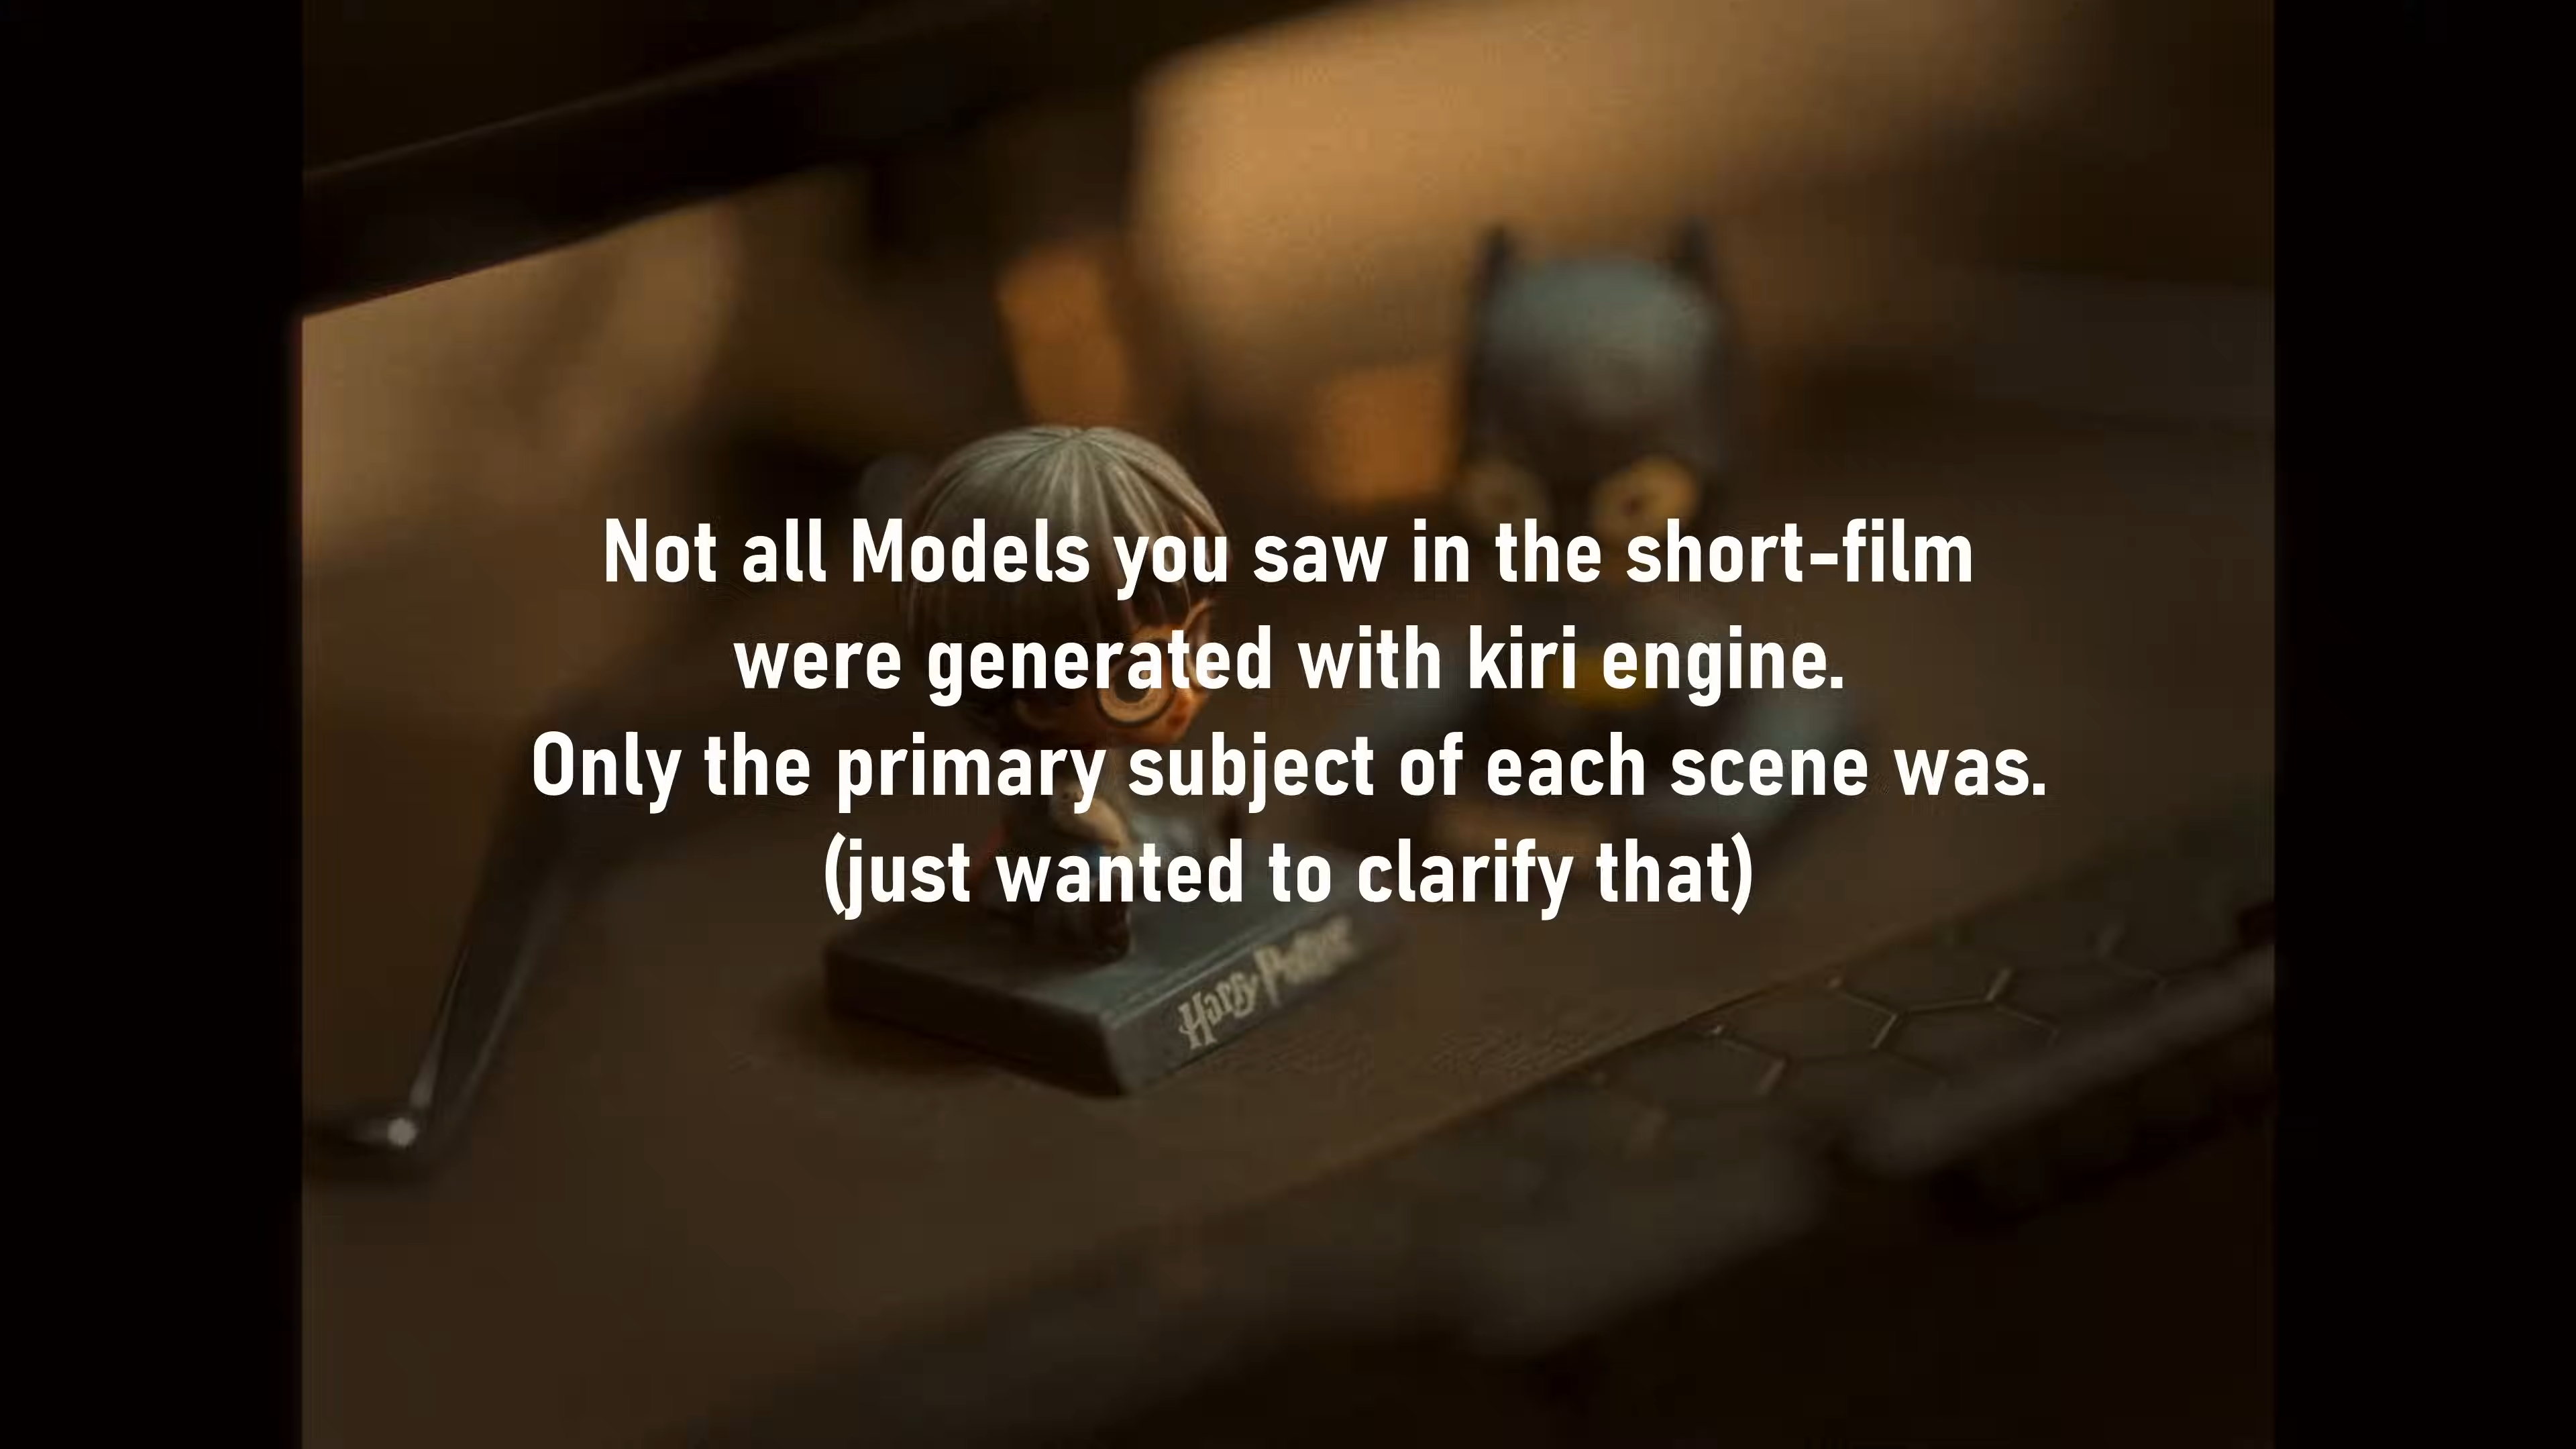 Not all Models you saw in the short-film
were generated with kiri engine.
Only the primary subject of each scene was.
(just wanted to clarify that)
Harry Potter